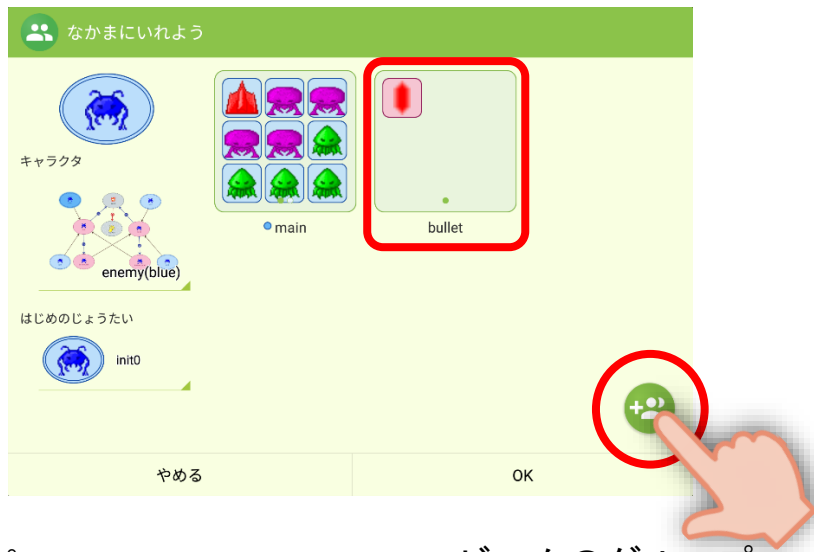 なかまにいれよう
キャラクタ
main
bullet
enemy(blue)
はじめのじょうたい
init0
やめる
OK